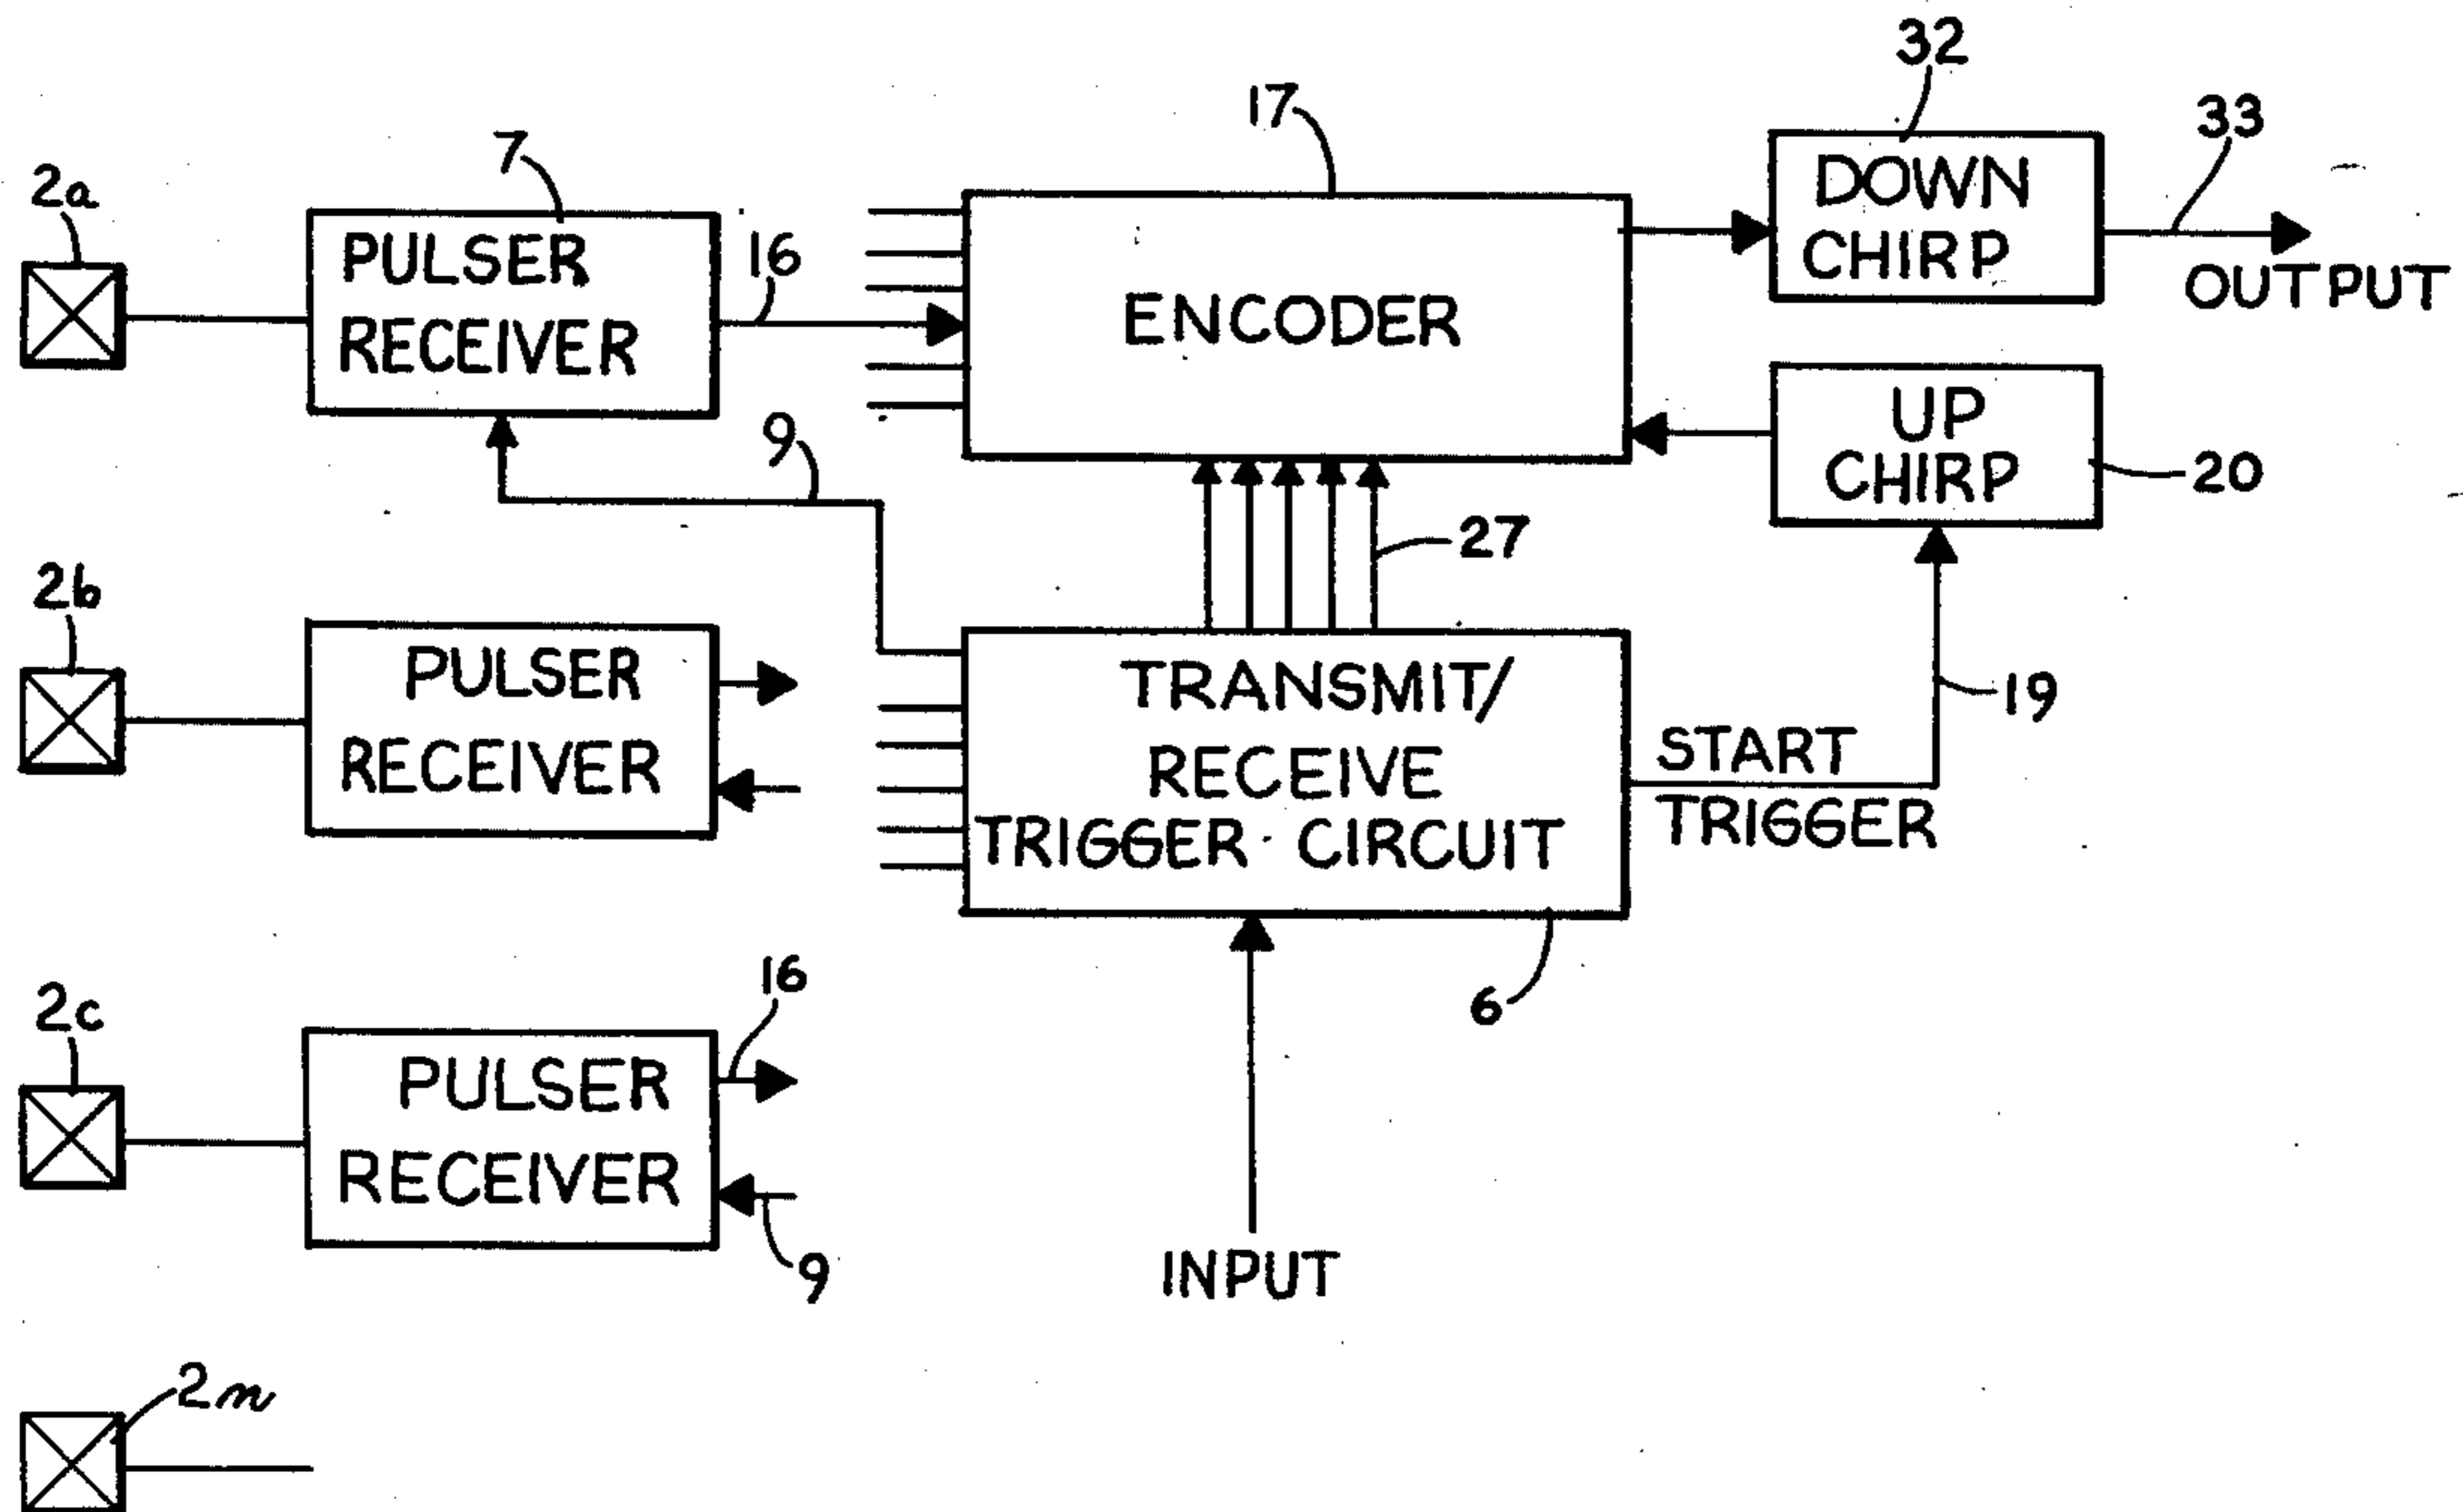 32
17
33
7
2a
DOWN
CHIRP
PULSER
RECEIVER
16
ENCODER
OUTPUT
UP
CHIRP
20
9
27
2b
PULSER
RECEIVER
TRANSMIT/
RECEIVE
TRIGGER CIRCUIT
START
TRIGGER
19
16
6
2c
PULSER
RECEIVER
9
INPUT
2n